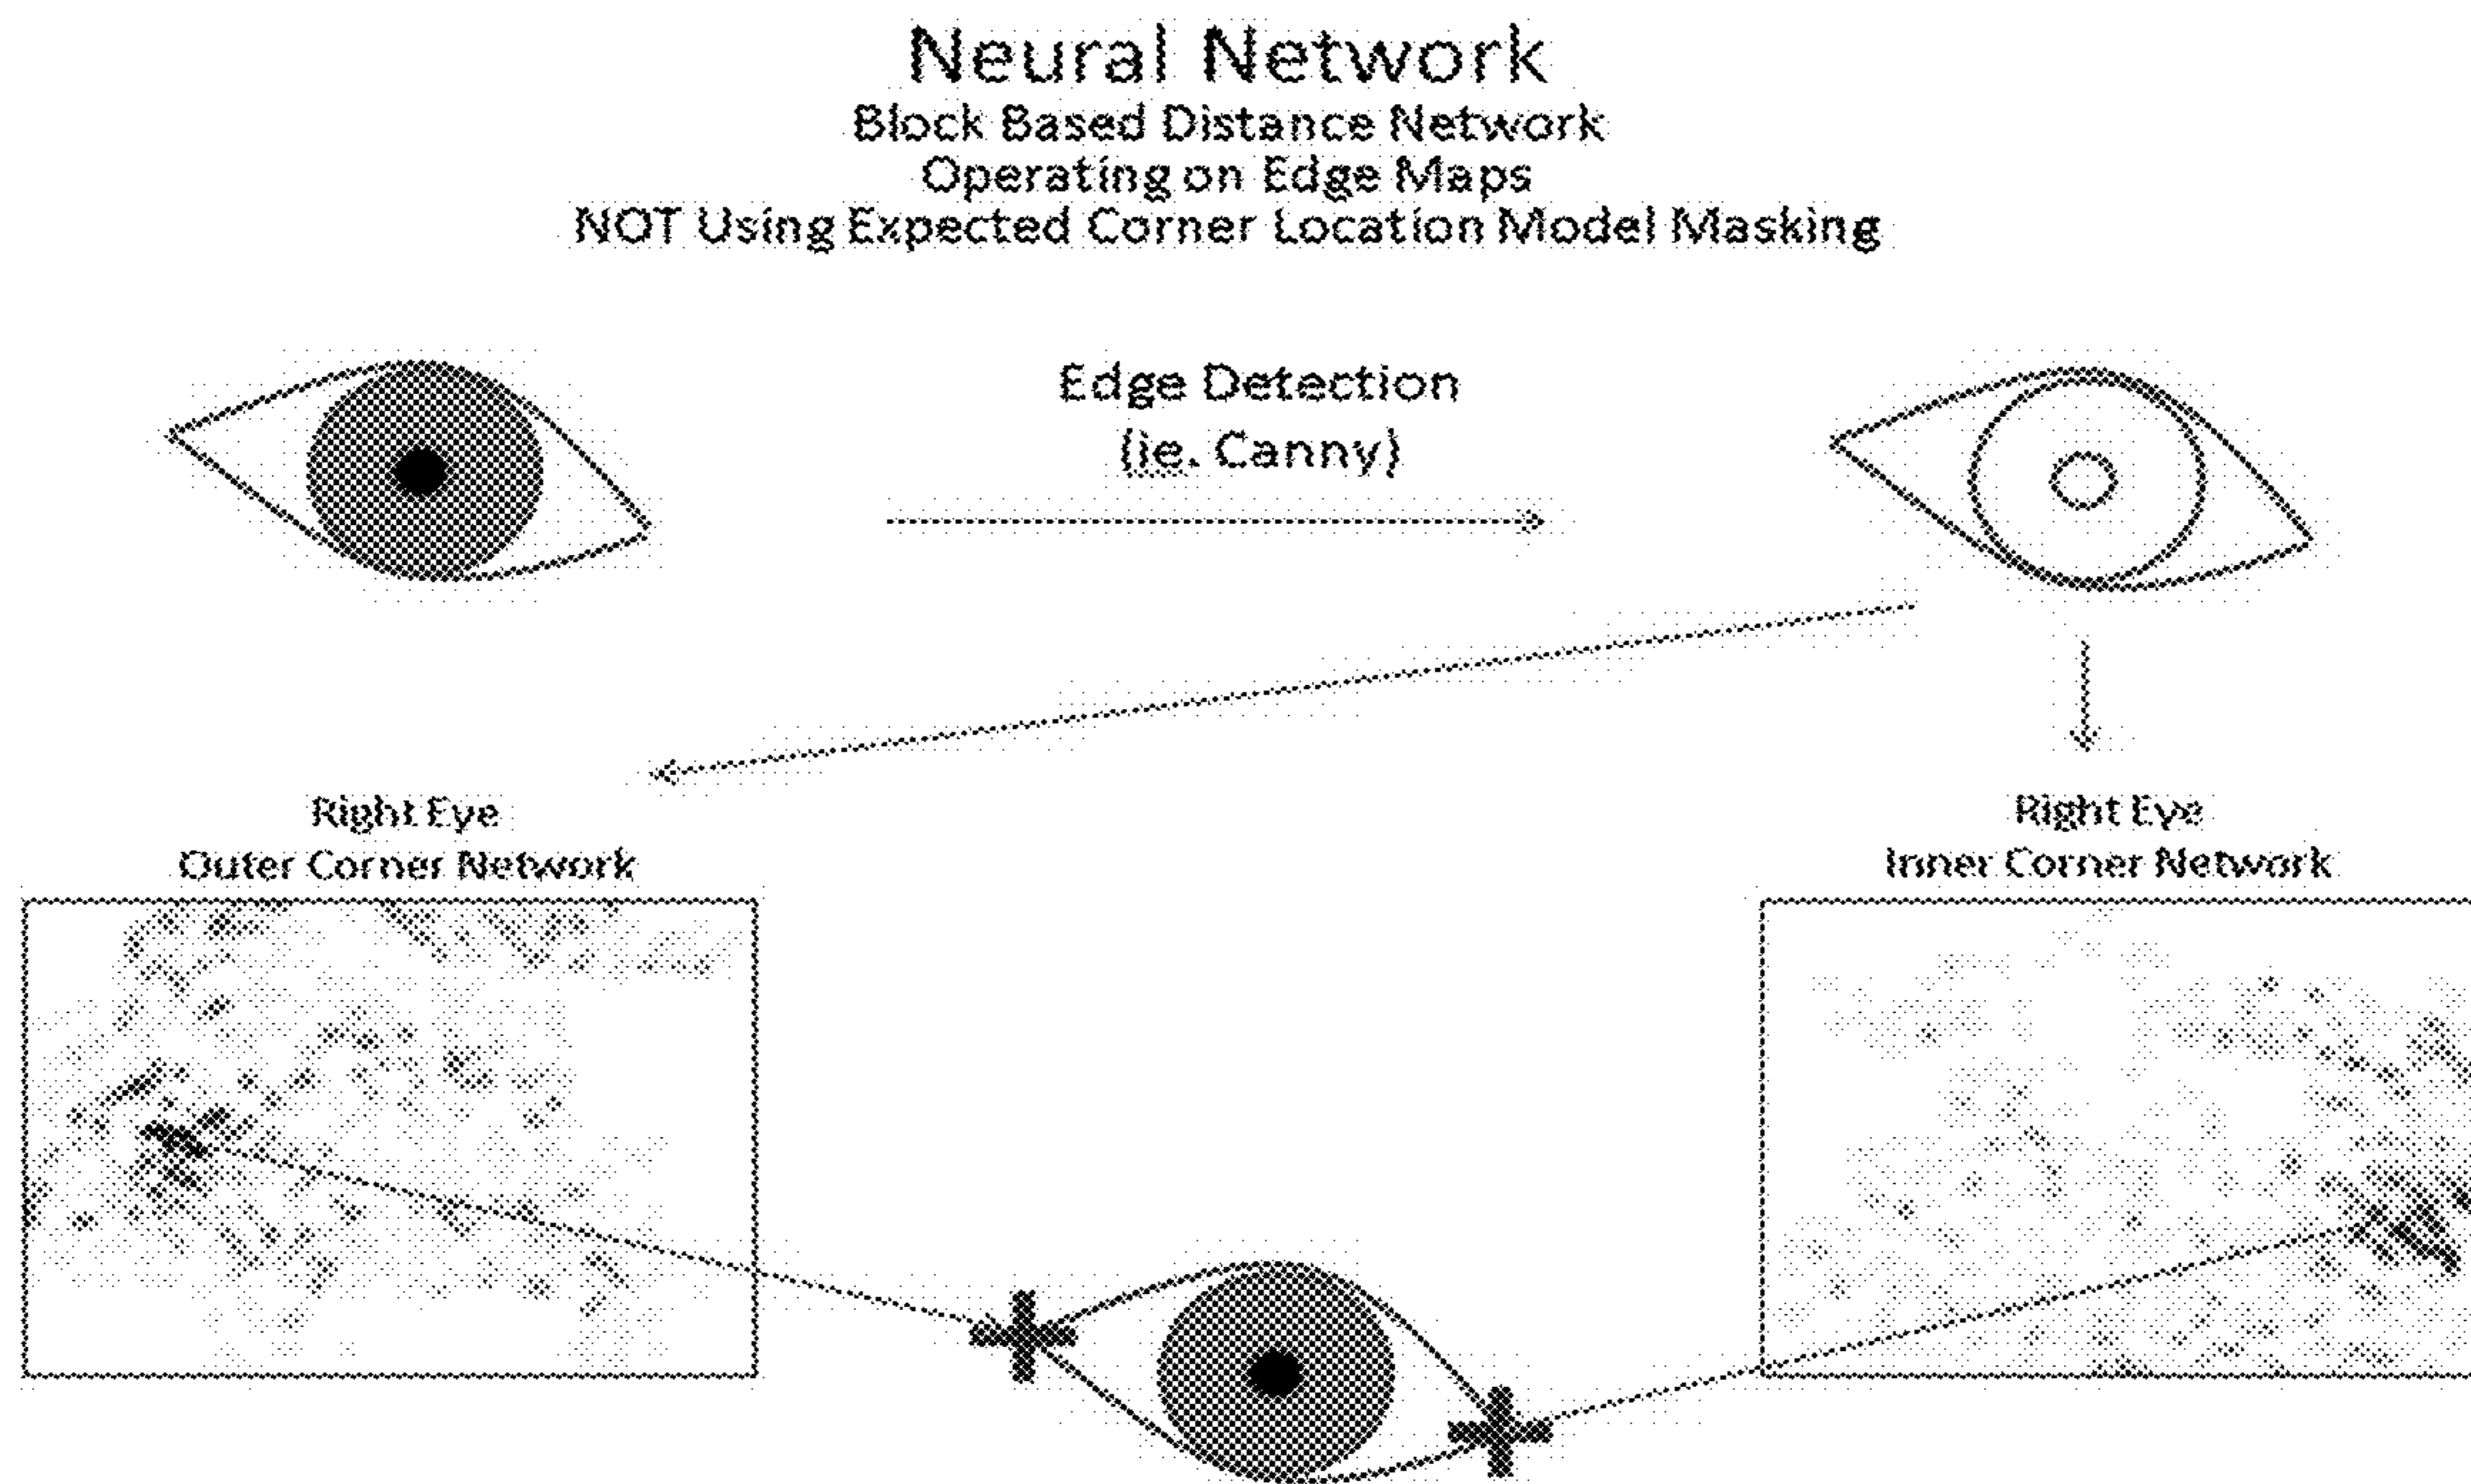 Neural Network
Block Based Distance Network
Operating on Edge Maps
NOT Using Expected Corner Location Model Masking
Edge Detection
(ie. Canny)
Right Eye
Outer Corner Network
Right Eye
Inner Corner Network